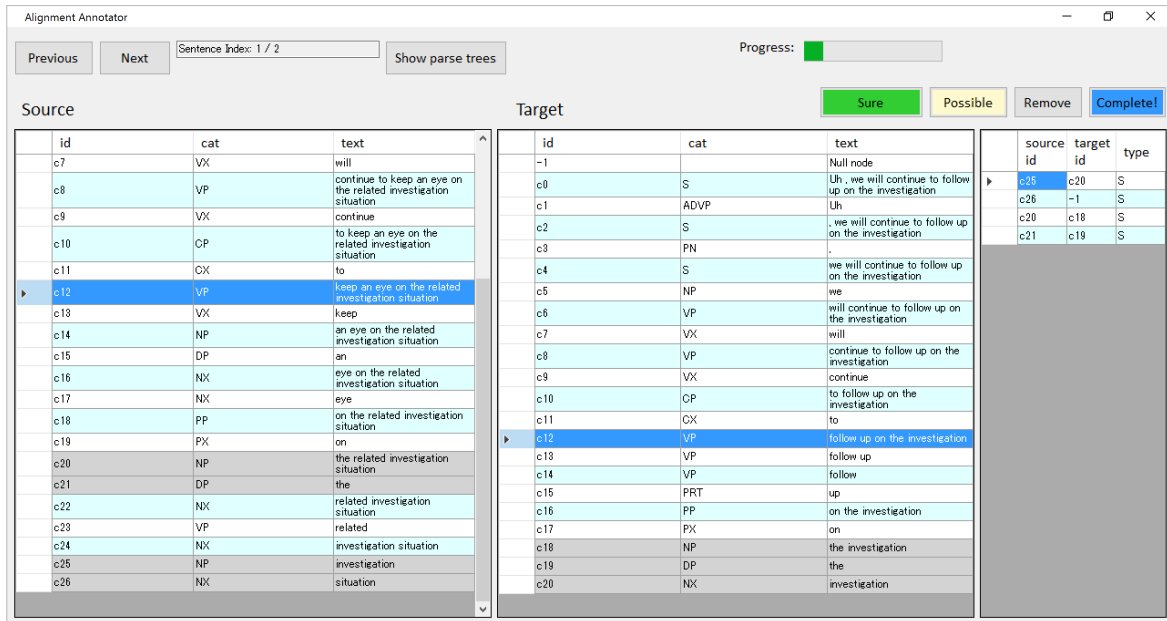 Alignment Annotator
Previous
Next
Sentence Index: 1 / 2
Show parse trees
Progress:
Source
Target
Sure
Possible
Remove
Complete!
id cat text
c7 VX will
c8 VP continue to keep an eye on
the related investigation
situation
c9 VX continue
c10 CP to keep an eye on the
related investigation
situation
c11 CX to
c12 VP keep an eye on the related
investigation situation
c13 VX keep
c14 NP an eye on the related
investigation situation
c15 DP an
c16 NX eye on the related
investigation situation
c17 NX eye
c18 PP on the related investigation
situation
c19 PX on
c20 NP the related investigation
situation
c21 DP the
c22 NX related investigation
situation
c23 VP related
c24 NX investigation situation
c25 NP investigation
c26 NX situation
id cat text
-1 Null node
c0 S Uh , we will continue to follow
up on the investigation
c1 ADVP Uh
c2 S , we will continue to follow up
on the investigation
c3 PN ,
c4 S we will continue to follow up
on the investigation
c5 NP we
c6 VP will continue to follow up on
the investigation
c7 VX will
c8 VP continue to follow up on the
investigation
c9 VX continue
c10 CP to follow up on the
investigation
c11 CX to
c12 VP follow up on the investigation
c13 VP follow up
c14 VP follow
c15 PRT up
c16 PP on the investigation
c17 PX on
c18 NP the investigation
c19 DP the
c20 NX investigation
source target type
id id
c25 c20 S
c26 -1 S
c20 c18 S
c21 c19 S